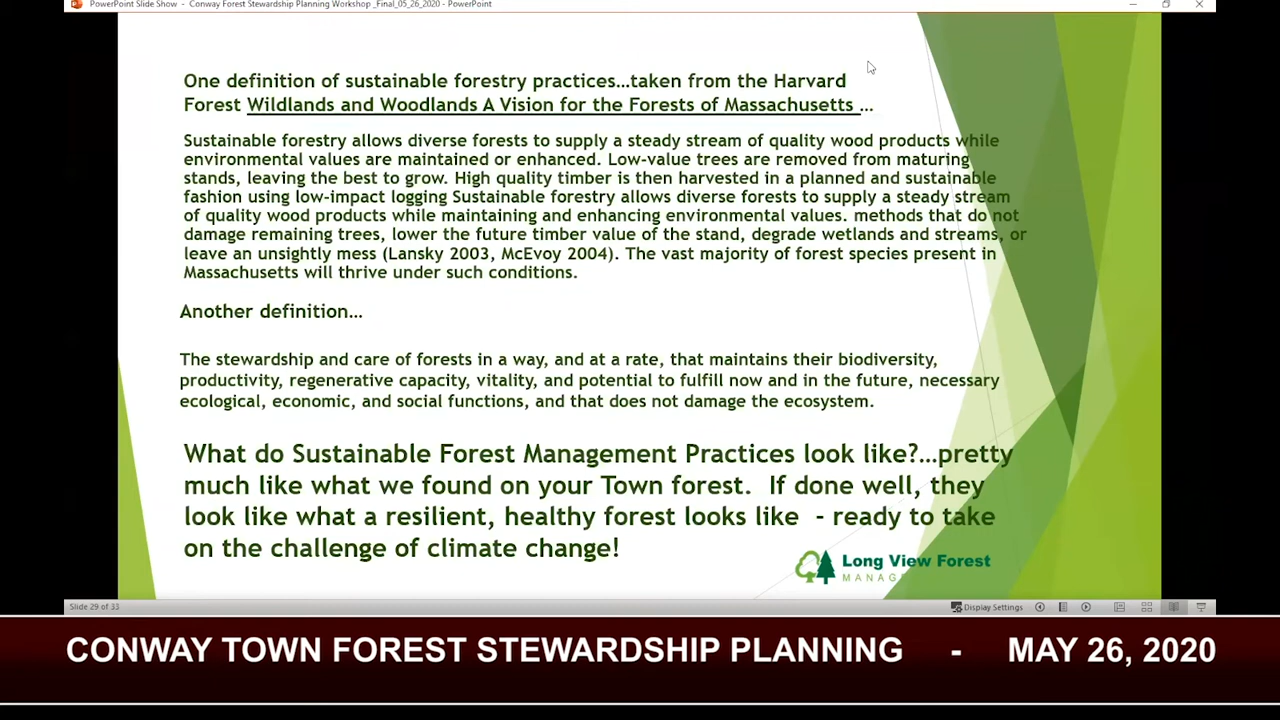 PowerPoint Slide Show - Conway Forest Stewardship Planning Workshop _Final_05_26_2020 - PowerPoint
One definition of sustainable forestry practices…taken from the Harvard
Forest Wildlands and Woodlands A Vision for the Forests of Massachusetts …
Sustainable forestry allows diverse forests to supply a steady stream of quality wood products while
environmental values are maintained or enhanced. Low-value trees are removed from maturing
stands, leaving the best to grow. High quality timber is then harvested in a planned and sustainable
fashion using low-impact logging Sustainable forestry allows diverse forests to supply a steady stream
of quality wood products while maintaining and enhancing environmental values. methods that do not
damage remaining trees, lower the future timber value of the stand, degrade wetlands and streams, or
leave an unsightly mess (Lansky 2003, McEvoy 2004). The vast majority of forest species present in
Massachusetts will thrive under such conditions.
Another definition…
The stewardship and care of forests in a way, and at a rate, that maintains their biodiversity,
productivity, regenerative capacity, vitality, and potential to fulfill now and in the future, necessary
ecological, economic, and social functions, and that does not damage the ecosystem.
What do Sustainable Forest Management Practices look like?…pretty
much like what we found on your Town forest. If done well, they
look like what a resilient, healthy forest looks like - ready to take
on the challenge of climate change!
Long View Forest
Slide 29 of 33
Display Settings
CONWAY TOWN FOREST STEWARDSHIP PLANNING - MAY 26, 2020